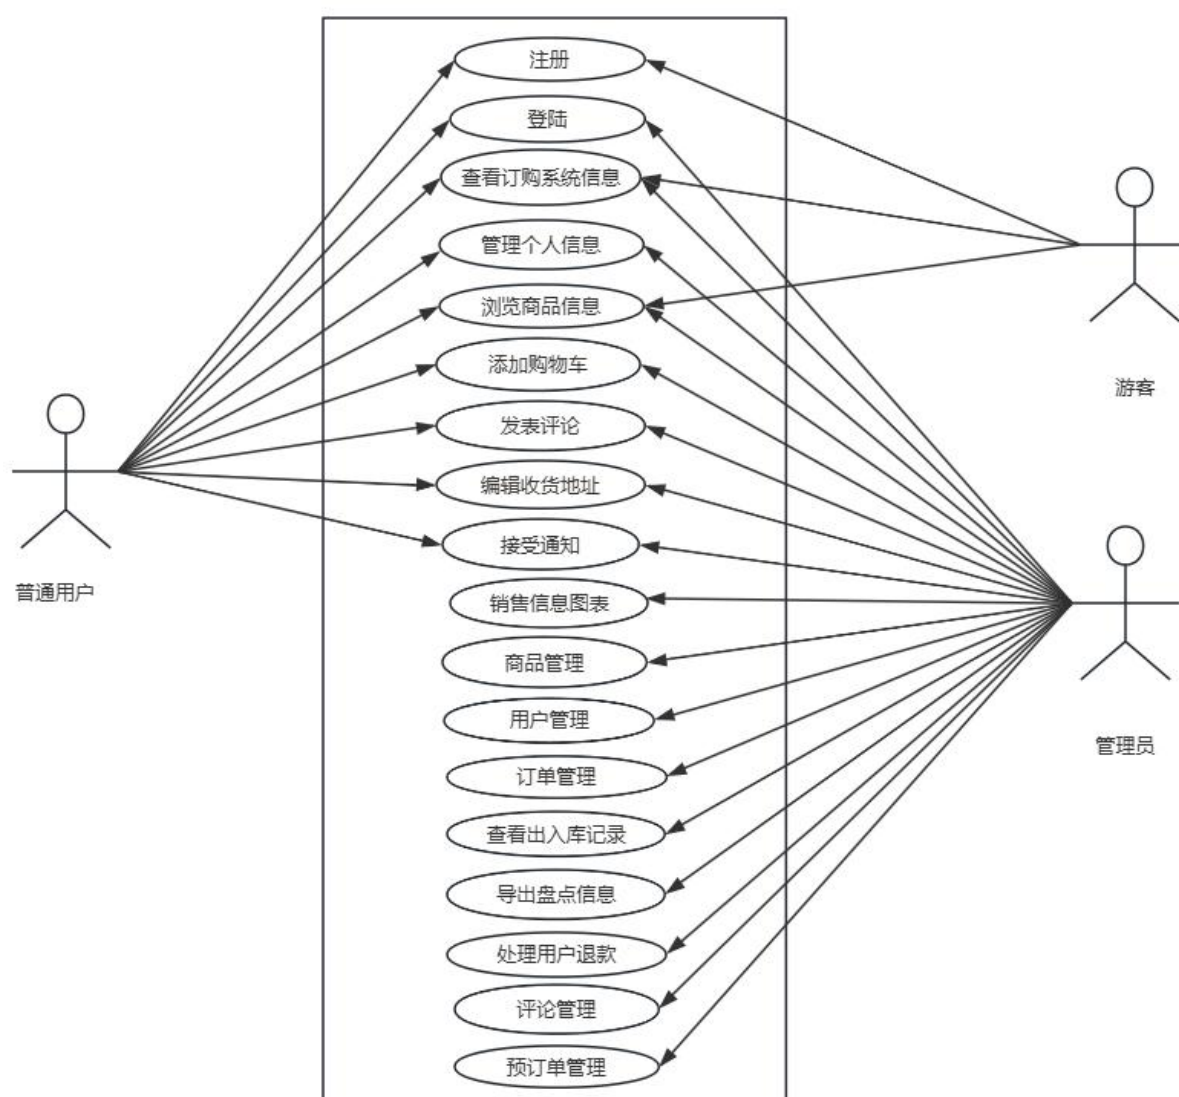 注册
登陆
查看订购系统信息
管理个人信息
浏览商品信息
添加购物车
游客
发表评论
编辑收货地址
接受通知
普通用户
销售信息图表
商品管理
用户管理
管理员
订单管理
查看出入库记录
导出盘点信息
处理用户退款
评论管理
预订单管理